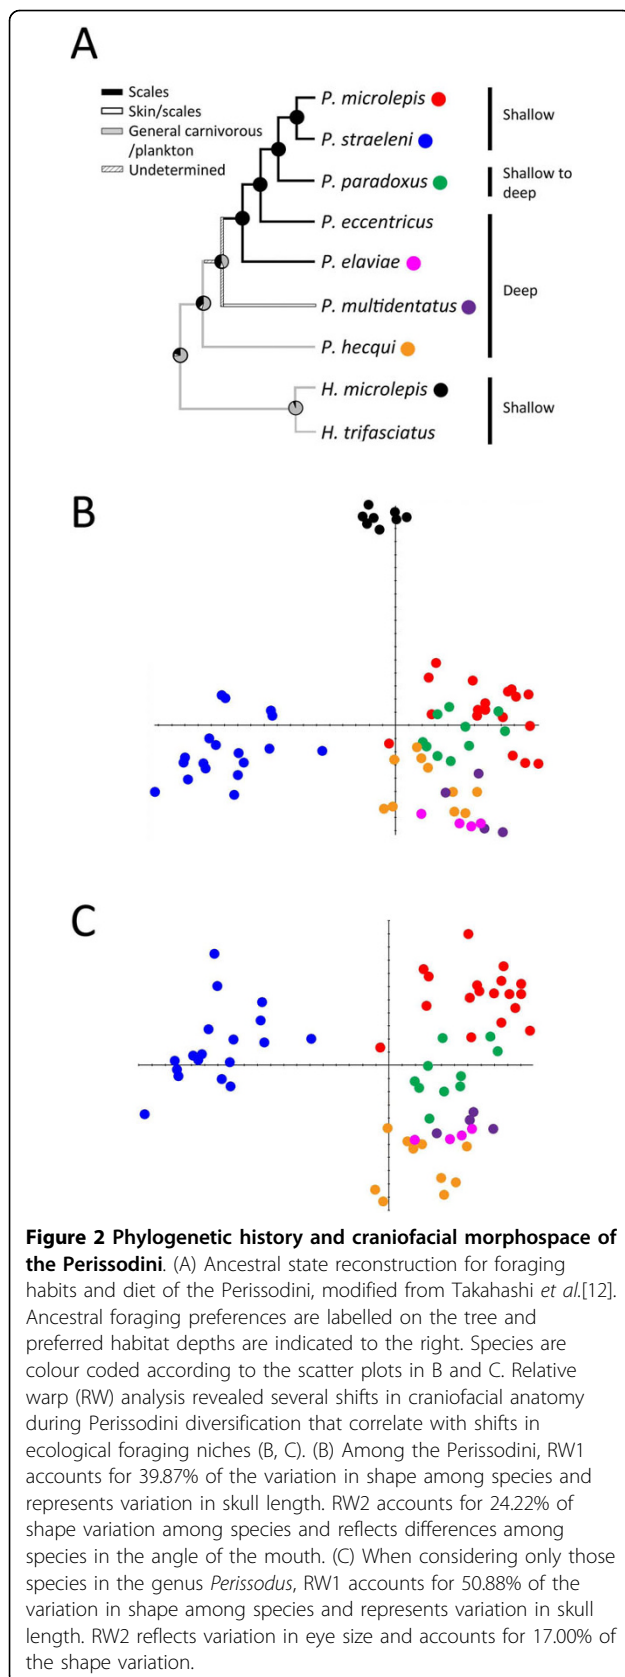 A
Scales
Skin/scales
General carnivorous
/plankton
Undetermined
P. microlepis
P. straeleni
P. paradoxus
P. eccentricus
P. elaviae
P. multidentatus
P. hecqui
H. microlepis
H. trifasciatus
Shallow
Shallow to
deep
Deep
Shallow
B
C
Figure 2 Phylogenetic history and craniofacial morphospace of
the Perissodini. (A) Ancestral state reconstruction for foraging
habits and diet of the Perissodini, modified from Takahashi et al.[12].
Ancestral foraging preferences are labelled on the tree and
preferred habitat depths are indicated to the right. Species are
colour coded according to the scatter plots in B and C. Relative
warp (RW) analysis revealed several shifts in craniofacial anatomy
during Perissodini diversification that correlate with shifts in
ecological foraging niches (B, C). (B) Among the Perissodini, RW1
accounts for 39.87% of the variation in shape among species and
represents variation in skull length. RW2 accounts for 24.22% of
shape variation among species and reflects differences among
species in the angle of the mouth. (C) When considering only those
species in the genus Perissodus, RW1 accounts for 50.88% of the
variation in shape among species and represents variation in skull
length. RW2 reflects variation in eye size and accounts for 17.00% of
the shape variation.